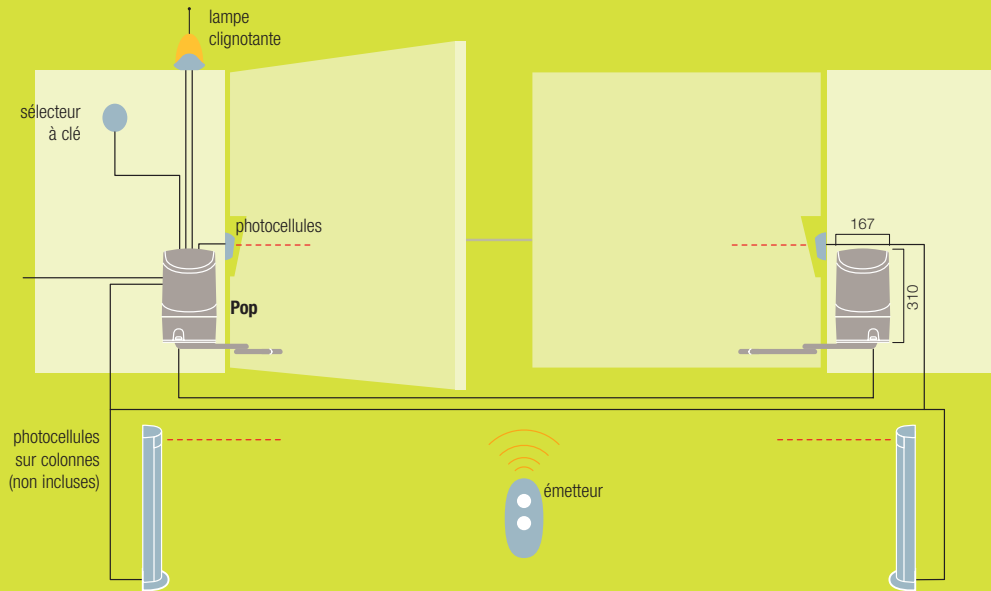 lampe
clignotante
sélecteur
à clé
photocellules
167
310
Pop
photocellules
sur colonnes
(non incluses)
émetteur